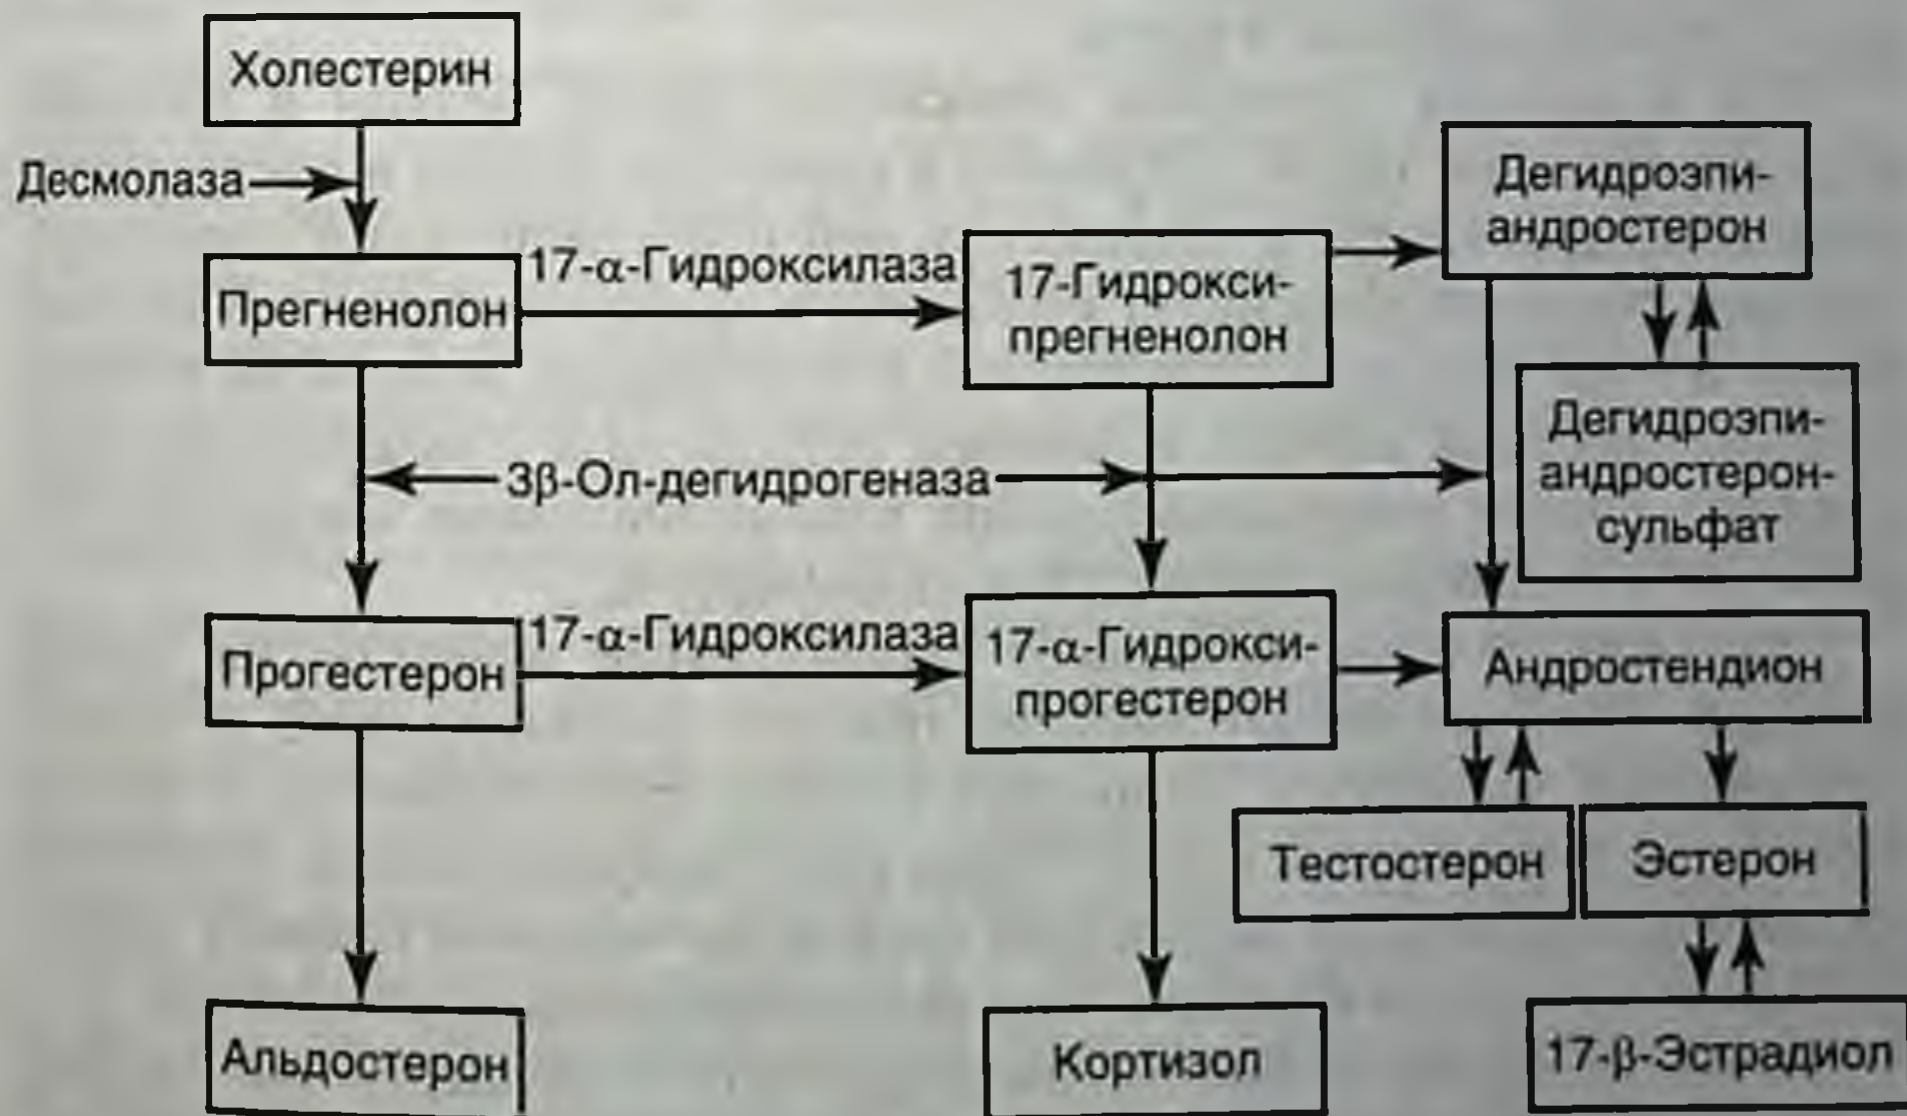 Холестерин
Десмолаза
Дегидроэпи-
андростерон
17-α-Гидроксилаза
Прегненолон
17-Гидрокси-
прегненолон
Дегидроэпи-
андростерон-
сульфат
3β-Ол-дегидрогеназа
17-α-Гидроксилаза
Прогестерон
17-α-Гидрокси-
прогестерон
Андростендион
Тестостерон
Эстерон
Альдостерон
Кортизол
17-β-Эстрадиол